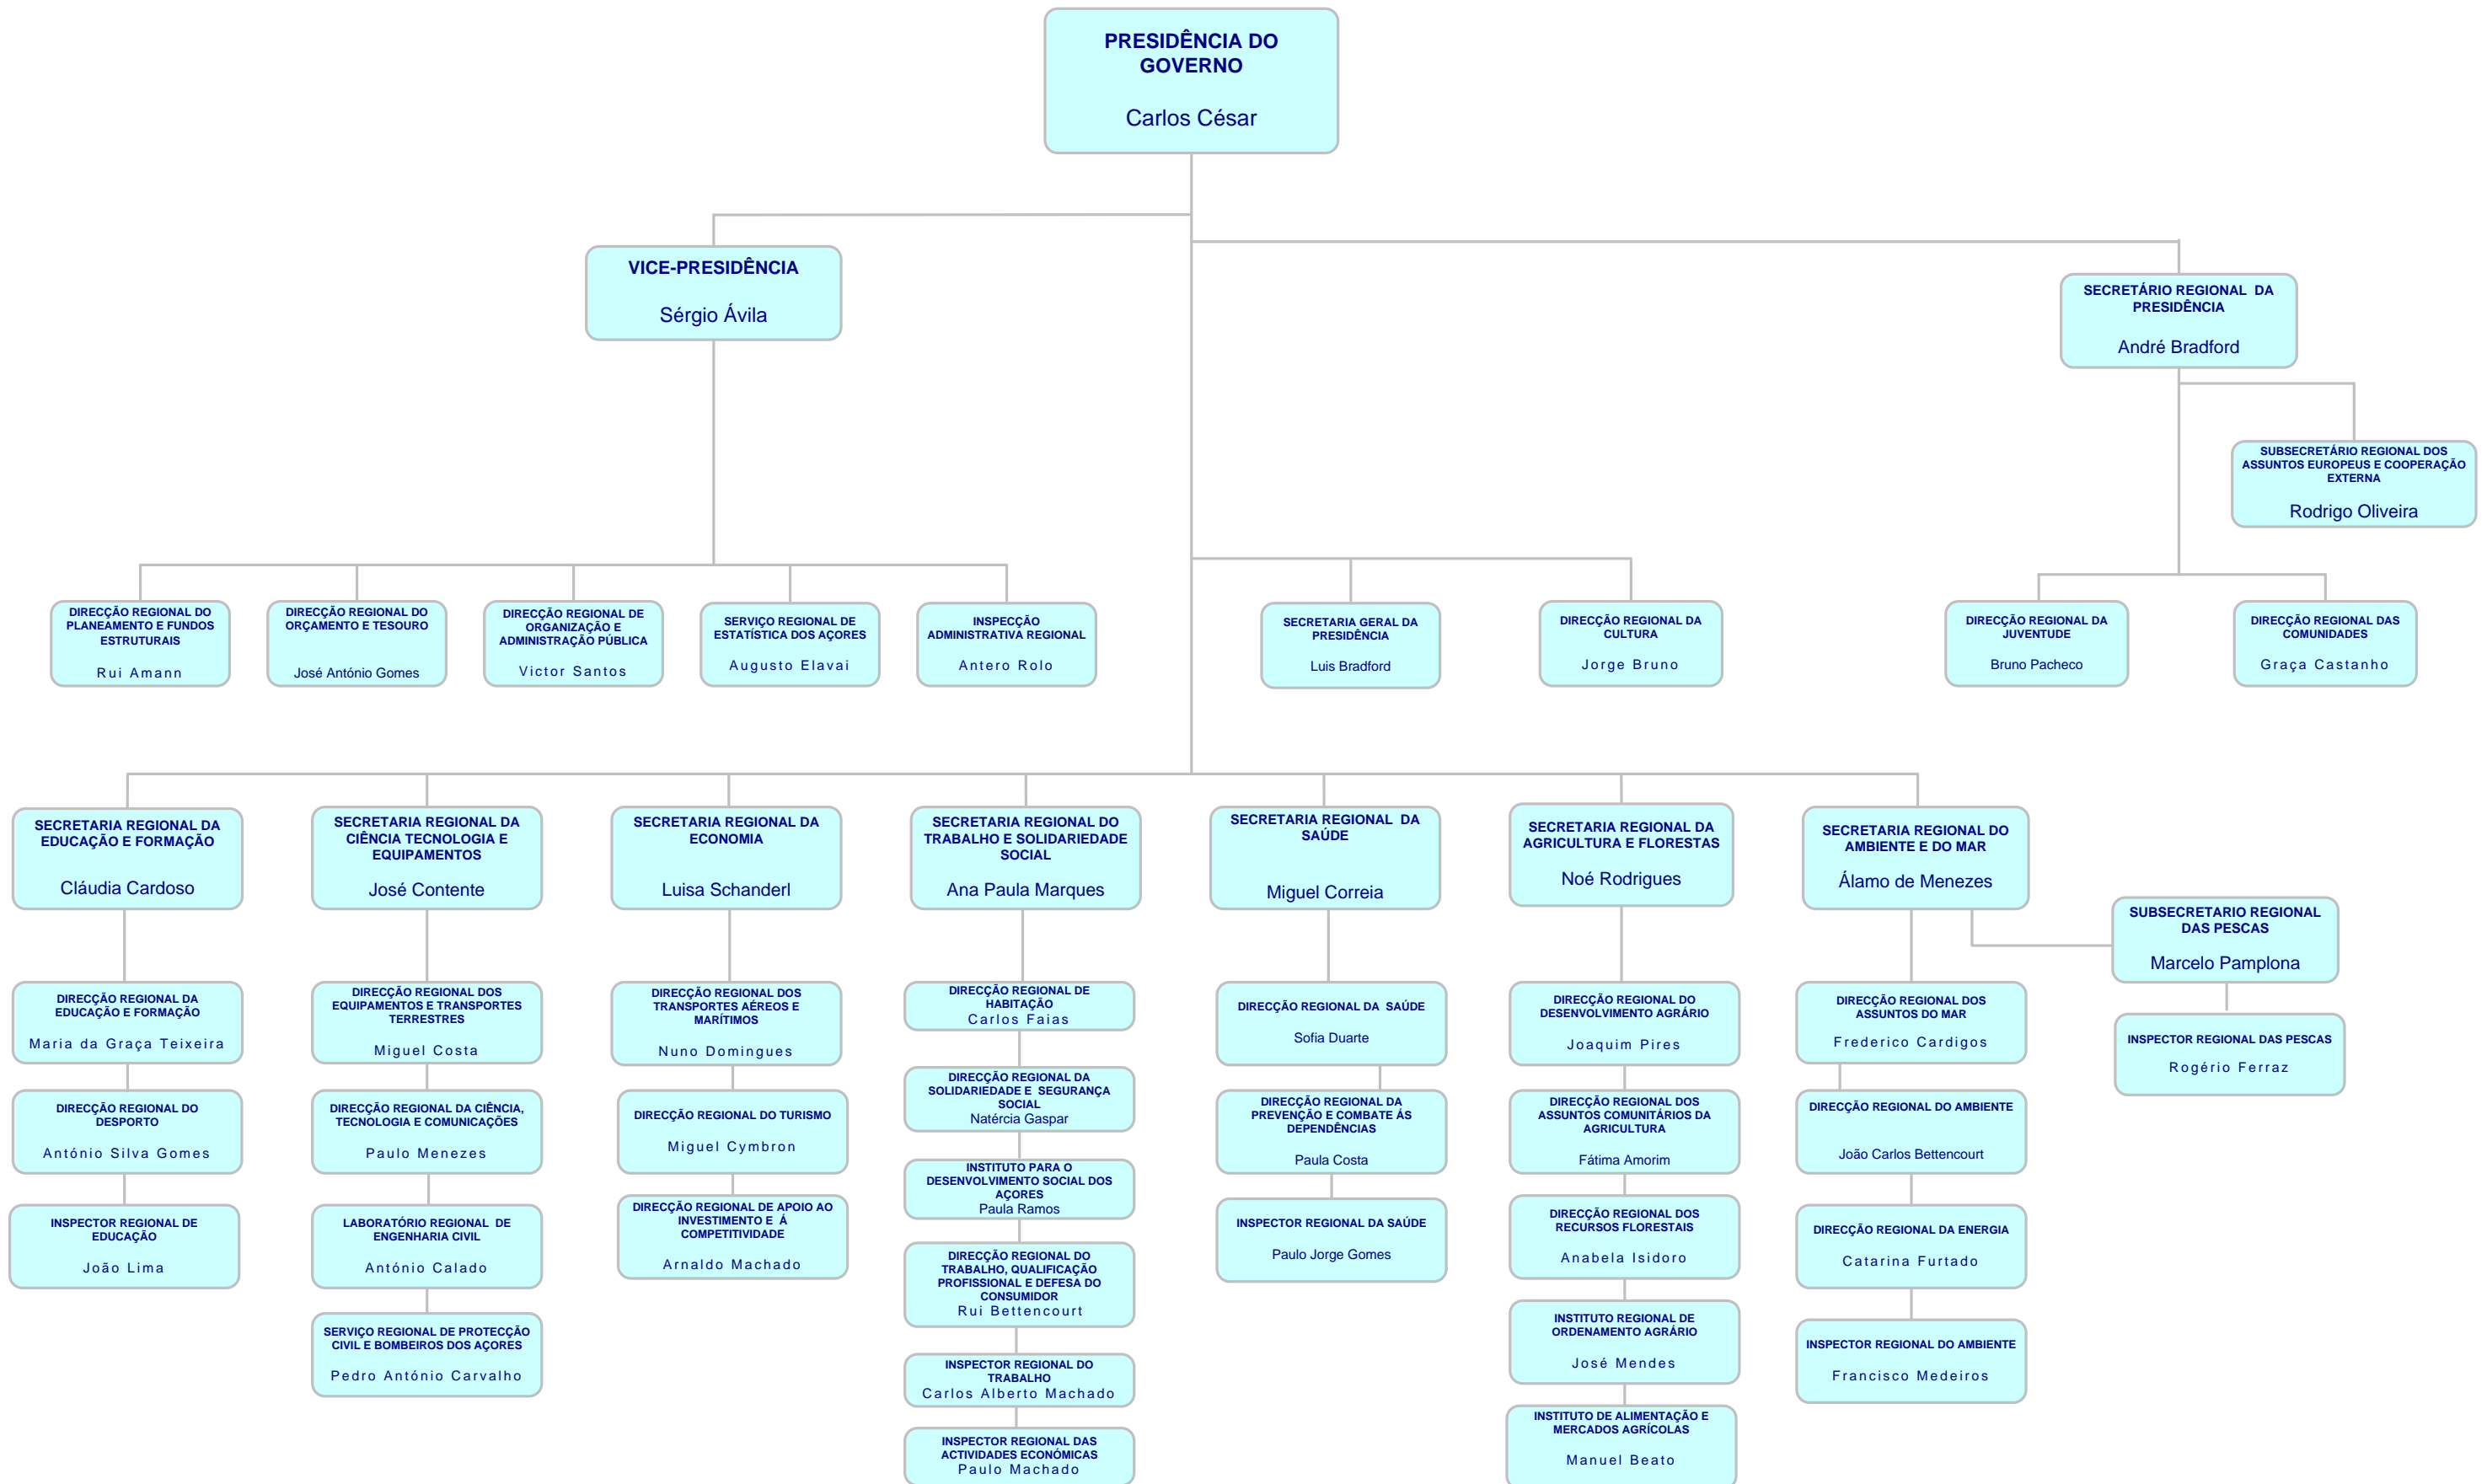 PRESIDÊNCIA DO
GOVERNO
Carlos César
VICE-PRESIDÊNCIA
Sérgio Ávila
SECRETÁRIO REGIONAL DA
PRESIDÊNCIA
André Bradford
SUBSECRETÁRIO REGIONAL DOS
ASSUNTOS EUROPEUS E COOPERAÇÃO
EXTERNA
Rodrigo Oliveira
DIRECÇÃO REGIONAL DO
PLANEAMENTO E FUNDOS
ESTRUTURAIS
Rui Amann
DIRECÇÃO REGIONAL DO
ORÇAMENTO E TESOURO
José António Gomes
DIRECÇÃO REGIONAL DE
ORGANIZAÇÃO E
ADMINISTRAÇÃO PÚBLICA
Victor Santos
SERVIÇO REGIONAL DE
ESTATÍSTICA DOS AÇORES
Augusto Elavai
INSPECÇÃO
ADMINISTRATIVA REGIONAL
Antero Rolo
SECRETARIA GERAL DA
PRESIDÊNCIA
Luis Bradford
DIRECÇÃO REGIONAL DA
CULTURA
Jorge Bruno
DIRECÇÃO REGIONAL DA
JUVENTUDE
Bruno Pacheco
DIRECÇÃO REGIONAL DAS
COMUNIDADES
Graça Castanho
SECRETARIA REGIONAL DA
EDUCAÇÃO E FORMAÇÃO
Cláudia Cardoso
DIRECÇÃO REGIONAL DA
EDUCAÇÃO E FORMAÇÃO
Maria da Graça Teixeira
DIRECÇÃO REGIONAL DO
DESPORTO
António Silva Gomes
INSPECTOR REGIONAL DE
EDUCAÇÃO
João Lima
SECRETARIA REGIONAL DA
CIÊNCIA TECNOLOGIA E
EQUIPAMENTOS
José Contente
DIRECÇÃO REGIONAL DOS
EQUIPAMENTOS E TRANSPORTES
TERRESTRES
Miguel Costa
DIRECÇÃO REGIONAL DA CIÊNCIA,
TECNOLOGIA E COMUNICAÇÕES
Paulo Menezes
LABORATÓRIO REGIONAL DE
ENGENHARIA CIVIL
António Calado
SERVIÇO REGIONAL DE PROTECÇÃO
CIVIL E BOMBEIROS DOS AÇORES
Pedro António Carvalho
SECRETARIA REGIONAL DA
ECONOMIA
Luisa Schanderl
DIRECÇÃO REGIONAL DOS
TRANSPORTES AÉREOS E
MARÍTIMOS
Nuno Domingues
DIRECÇÃO REGIONAL DO TURISMO
Miguel Cymbron
DIRECÇÃO REGIONAL DE APOIO AO
INVESTIMENTO E Á
COMPETITIVIDADE
Arnaldo Machado
SECRETARIA REGIONAL DO
TRABALHO E SOLIDARIEDADE
SOCIAL
Ana Paula Marques
DIRECÇÃO REGIONAL DE
HABITAÇÃO
Carlos Faias
DIRECÇÃO REGIONAL DA
SOLIDARIEDADE E SEGURANÇA
SOCIAL
Natércia Gaspar
INSTITUTO PARA O
DESENVOLVIMENTO SOCIAL DOS
AÇORES
Paula Ramos
DIRECÇÃO REGIONAL DO
TRABALHO, QUALIFICAÇÃO
PROFISSIONAL E DEFESA DO
CONSUMIDOR
Rui Bettencourt
INSPECTOR REGIONAL DO
TRABALHO
Carlos Alberto Machado
INSPECTOR REGIONAL DAS
ACTIVIDADES ECONÓMICAS
Paulo Machado
SECRETARIA REGIONAL DA
SAÚDE
Miguel Correia
DIRECÇÃO REGIONAL DA SAÚDE
Sofia Duarte
DIRECÇÃO REGIONAL DA
PREVENÇÃO E COMBATE ÁS
DEPENDÊNCIAS
Paula Costa
INSPECTOR REGIONAL DA SAÚDE
Paulo Jorge Gomes
SECRETARIA REGIONAL DA
AGRICULTURA E FLORESTAS
Noé Rodrigues
DIRECÇÃO REGIONAL DO
DESENVOLVIMENTO AGRÁRIO
Joaquim Pires
DIRECÇÃO REGIONAL DOS
ASSUNTOS COMUNITÁRIOS DA
AGRICULTURA
Fátima Amorim
DIRECÇÃO REGIONAL DOS
RECURSOS FLORESTAIS
Anabela Isidoro
INSTITUTO REGIONAL DE
ORDENAMENTO AGRÁRIO
José Mendes
INSTITUTO DE ALIMENTAÇÃO E
MERCADOS AGRÍCOLAS
Manuel Beato
SECRETARIA REGIONAL DO
AMBIENTE E DO MAR
Álamo de Menezes
DIRECÇÃO REGIONAL DOS
ASSUNTOS DO MAR
Frederico Cardigos
DIRECÇÃO REGIONAL DO AMBIENTE
João Carlos Bettencourt
DIRECÇÃO REGIONAL DA ENERGIA
Catarina Furtado
INSPECTOR REGIONAL DO AMBIENTE
Francisco Medeiros
SUBSECRETARIO REGIONAL
DAS PESCAS
Marcelo Pamplona
INSPECTOR REGIONAL DAS PESCAS
Rogério Ferraz